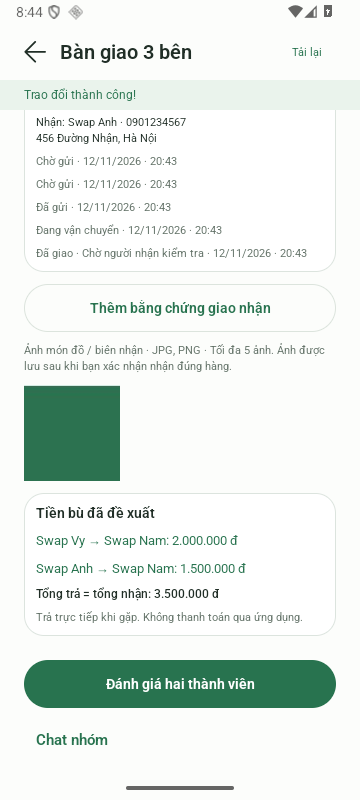 8:44
Bàn giao 3 bên
Tải lại
Trao đổi thành công!
Nhận: Swap Anh · 0901234567
456 Đường Nhận, Hà Nội
Chờ gửi · 12/11/2026 · 20:43
Chờ gửi · 12/11/2026 · 20:43
Đã gửi · 12/11/2026 · 20:43
Đang vận chuyển · 12/11/2026 · 20:43
Đã giao · Chờ người nhận kiểm tra · 12/11/2026 · 20:43
Thêm bằng chứng giao nhận
Ảnh món đồ / biên nhận · JPG, PNG · Tối đa 5 ảnh. Ảnh được
lưu sau khi bạn xác nhận nhận đúng hàng.
Tiền bù đã đề xuất
Swap Vy → Swap Nam: 2.000.000 đ
Swap Anh → Swap Nam: 1.500.000 đ
Tổng trả = tổng nhận: 3.500.000 đ
Trả trực tiếp khi gặp. Không thanh toán qua ứng dụng.
Đánh giá hai thành viên
Chat nhóm